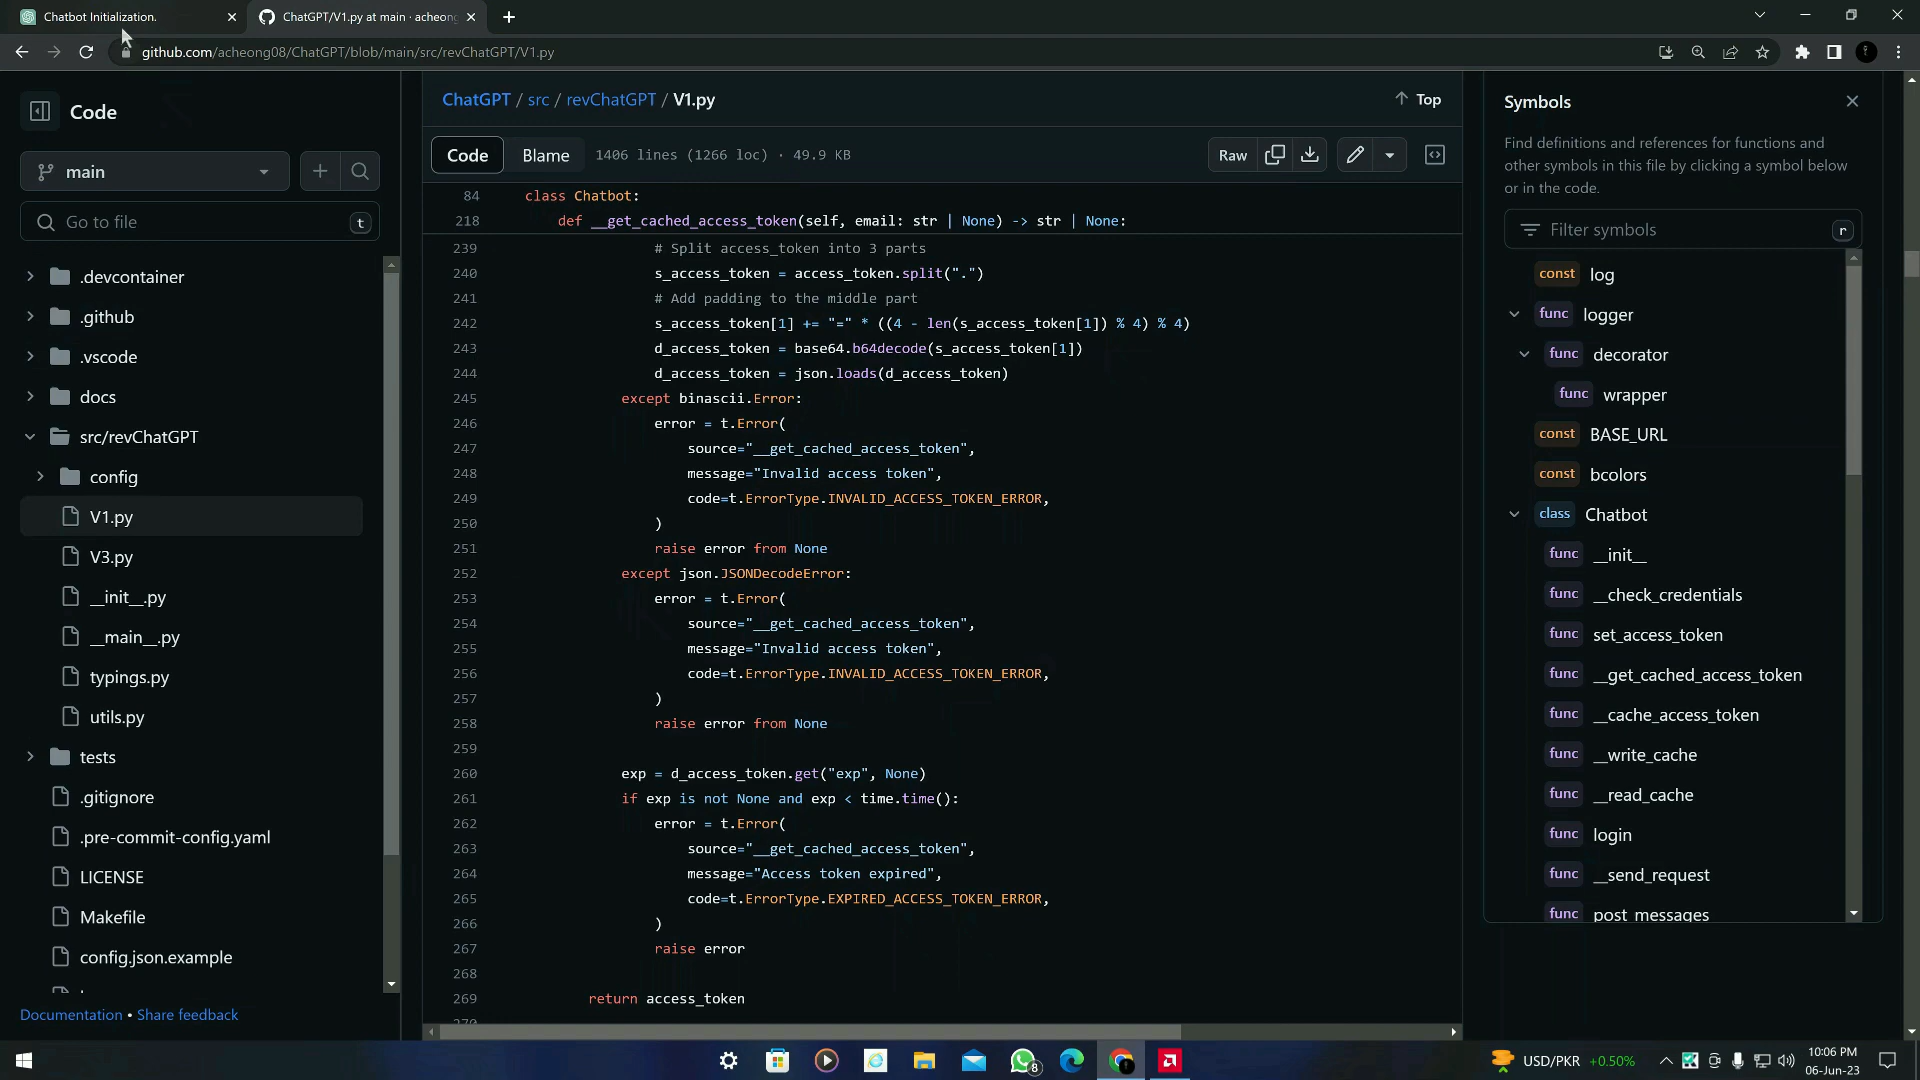 Chatbot Initialization.
ChatGPT/V1.py at main · acheong
github.com/acheong08/ChatGPT/blob/main/src/revChatGPT/V1.py
Code
main
Go to file
t
.devcontainer
.github
.vscode
docs
src/revChatGPT
config
V1.py
V3.py
__init__.py
__main__.py
typings.py
utils.py
tests
.gitignore
.pre-commit-config.yaml
LICENSE
Makefile
config.json.example
Documentation • Share feedback
ChatGPT / src / revChatGPT / V1.py
Top
Code
Blame
1406 lines (1266 loc) · 49.9 KB
Raw
84 class Chatbot:
218 def __get_cached_access_token(self, email: str | None) -> str | None:
239 # Split access_token into 3 parts
240 s_access_token = access_token.split(".")
241 # Add padding to the middle part
242 s_access_token[1] += "=" * ((4 - len(s_access_token[1]) % 4) % 4)
243 d_access_token = base64.b64decode(s_access_token[1])
244 d_access_token = json.loads(d_access_token)
245 except binascii.Error:
246 error = t.Error(
247 source="__get_cached_access_token",
248 message="Invalid access token",
249 code=t.ErrorType.INVALID_ACCESS_TOKEN_ERROR,
250 )
251 raise error from None
252 except json.JSONDecodeError:
253 error = t.Error(
254 source="__get_cached_access_token",
255 message="Invalid access token",
256 code=t.ErrorType.INVALID_ACCESS_TOKEN_ERROR,
257 )
258 raise error from None
259
260 exp = d_access_token.get("exp", None)
261 if exp is not None and exp < time.time():
262 error = t.Error(
263 source="__get_cached_access_token",
264 message="Access token expired",
265 code=t.ErrorType.EXPIRED_ACCESS_TOKEN_ERROR,
266 )
267 raise error
268
269 return access_token
270
Symbols
Find definitions and references for functions and
other symbols in this file by clicking a symbol below
or in the code.
Filter symbols
r
const log
func logger
func decorator
func wrapper
const BASE_URL
const bcolors
class Chatbot
func __init__
func __check_credentials
func set_access_token
func __get_cached_access_token
func __cache_access_token
func __write_cache
func __read_cache
func login
func __send_request
func post_messages
8
USD/PKR +0.50%
10:06 PM
06-Jun-23